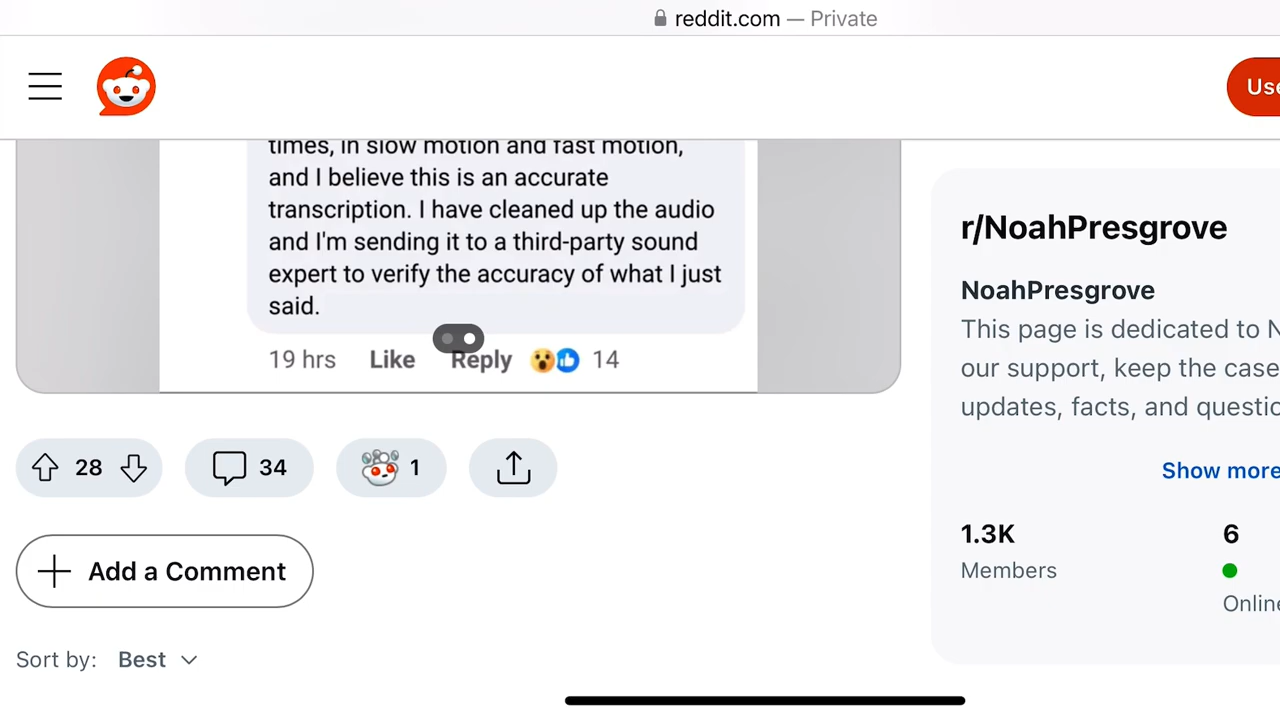 reddit.com — Private
Use
times, in slow motion and fast motion,
and I believe this is an accurate
transcription. I have cleaned up the audio
and I'm sending it to a third-party sound
expert to verify the accuracy of what I just
said.
19 hrs Like Reply 14
28 34 1
Add a Comment
Sort by: Best
r/NoahPresgrove
NoahPresgrove
This page is dedicated to N
our support, keep the case
updates, facts, and questio
Show more
1.3K 6
Members
Online